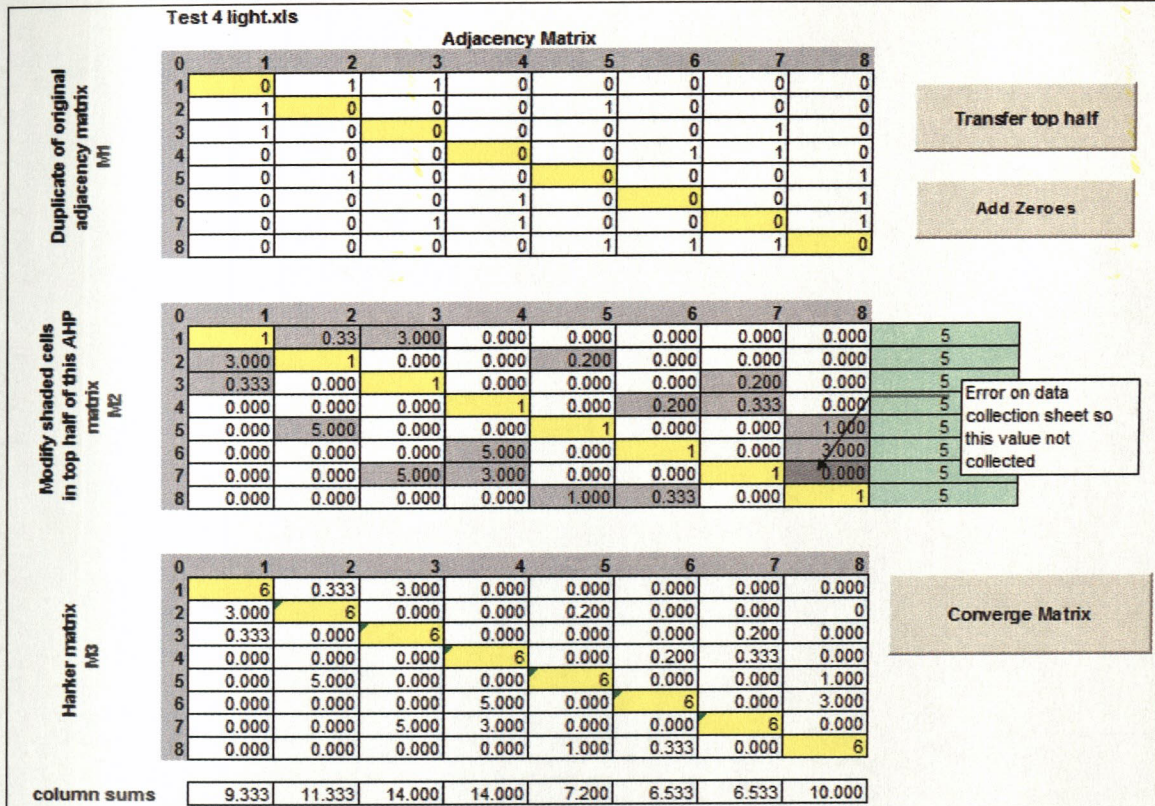 Test 4 light.xls
Adjacency Matrix
Duplicate of original
adjacency matrix
M1
0 1 2 3 4 5 6 7 8
1 0 1 1 0 0 0 0 0
2 1 0 0 0 1 0 0 0
3 1 0 0 0 0 0 1 0
4 0 0 0 0 0 1 1 0
5 0 1 0 0 0 0 0 1
6 0 0 0 1 0 0 0 1
7 0 0 1 1 0 0 0 1
8 0 0 0 0 1 1 1 0
Transfer top half
Add Zeroes
Modify shaded cells
in top half of this AHP
matrix
M2
0 1 2 3 4 5 6 7 8
1 1 0.33 3.000 0.000 0.000 0.000 0.000 0.000 5
2 3.000 1 0.000 0.000 0.200 0.000 0.000 0.000 5
3 0.333 0.000 1 0.000 0.000 0.000 0.200 0.000 5
4 0.000 0.000 0.000 1 0.000 0.200 0.333 0.000 5
5 0.000 5.000 0.000 0.000 1 0.000 0.000 1.000 5
6 0.000 0.000 0.000 5.000 0.000 1 0.000 3.000 5
7 0.000 0.000 5.000 3.000 0.000 0.000 1 0.000 5
8 0.000 0.000 0.000 0.000 1.000 0.333 0.000 1 5
Error on data
collection sheet so
this value not
collected
Harker matrix
M3
0 1 2 3 4 5 6 7 8
1 6 0.333 3.000 0.000 0.000 0.000 0.000 0.000
2 3.000 6 0.000 0.000 0.200 0.000 0.000 0
3 0.333 0.000 6 0.000 0.000 0.000 0.200 0.000
4 0.000 0.000 0.000 6 0.000 0.200 0.333 0.000
5 0.000 5.000 0.000 0.000 6 0.000 0.000 1.000
6 0.000 0.000 0.000 5.000 0.000 6 0.000 3.000
7 0.000 0.000 5.000 3.000 0.000 0.000 6 0.000
8 0.000 0.000 0.000 0.000 1.000 0.333 0.000 6
Converge Matrix
column sums 9.333 11.333 14.000 14.000 7.200 6.533 6.533 10.000